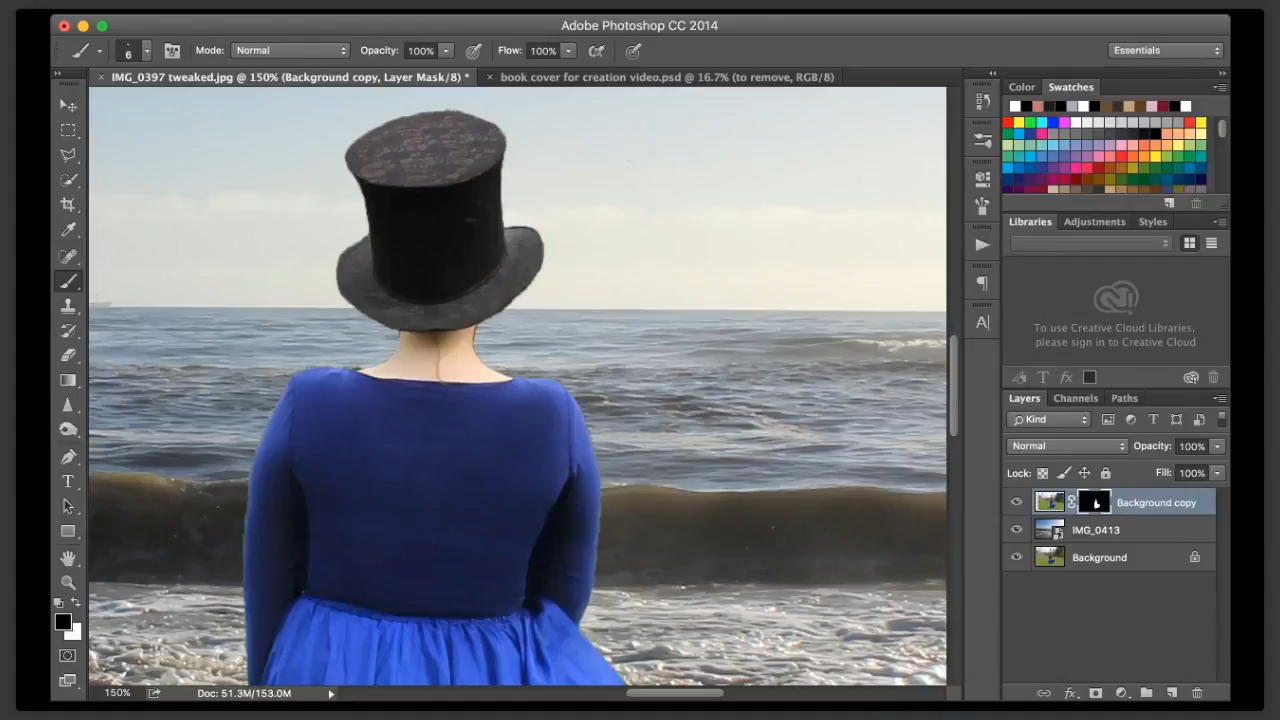 Adobe Photoshop CC 2014
6 Mode: Normal Opacity: 100% Flow: 100% Essentials
× IMG_0397 tweaked.jpg @ 150% (Background copy, Layer Mask/8) * × book cover for creation video.psd @ 16.7% (to remove, RGB/8)
Color Swatches
Libraries Adjustments Styles
To use Creative Cloud Libraries,
please sign in to Creative Cloud
Layers Channels Paths
Kind
Normal Opacity: 100%
Lock: Fill: 100%
Background copy
IMG_0413
Background
150% Doc: 51.3M/153.0M